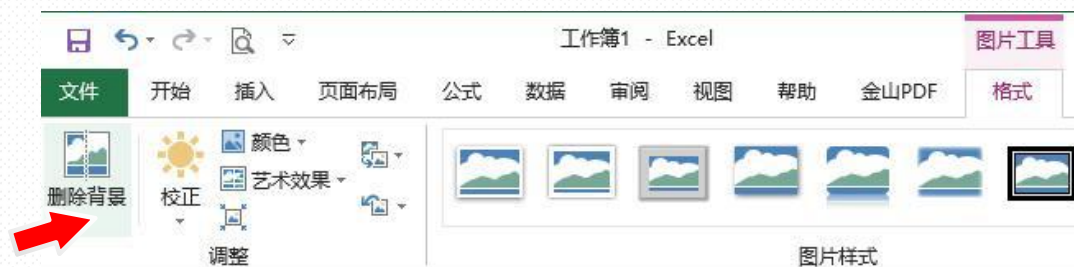 工作簿1 - Excel 图片工具
文件 开始 插入 页面布局 公式 数据 审阅 视图 帮助 金山PDF 格式
删除背景 校正 颜色
艺术效果
调整 图片样式